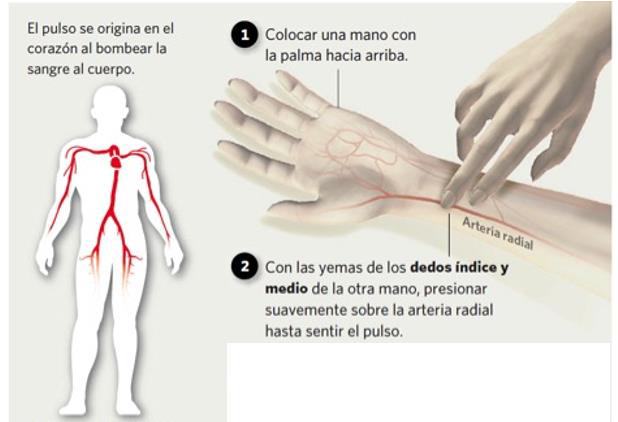 El pulso se origina en el
corazón al bombear la
sangre al cuerpo.
1 Colocar una mano con
la palma hacia arriba.
Arteria radial
2 Con las yemas de los dedos índice y
medio de la otra mano, presionar
suavemente sobre la arteria radial
hasta sentir el pulso.